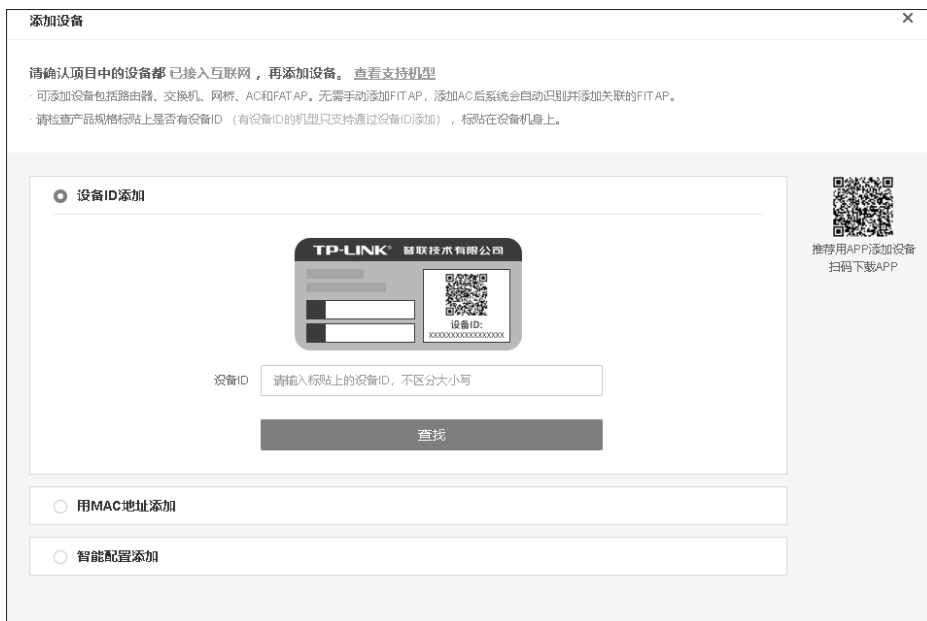 添加设备
请确认项目中的设备都 已接入互联网 ，再添加设备。 查看支持机型
· 可添加设备包括路由器、交换机、网桥、AC和FAT AP。无需手动添加FIT AP，添加AC后系统会自动识别并添加关联的FIT AP。
· 请检查产品规格标贴上是否有设备ID （有设备ID的机型只支持通过设备ID添加） ，标贴在设备机身上。
设备ID添加
TP-LINK® 普联技术有限公司
设备ID:
XXXXXXXXXXXXXXXXX
设备ID 请输入标贴上的设备ID，不区分大小写
查找
用MAC地址添加
智能配置添加
推荐用APP添加设备
扫码下载APP